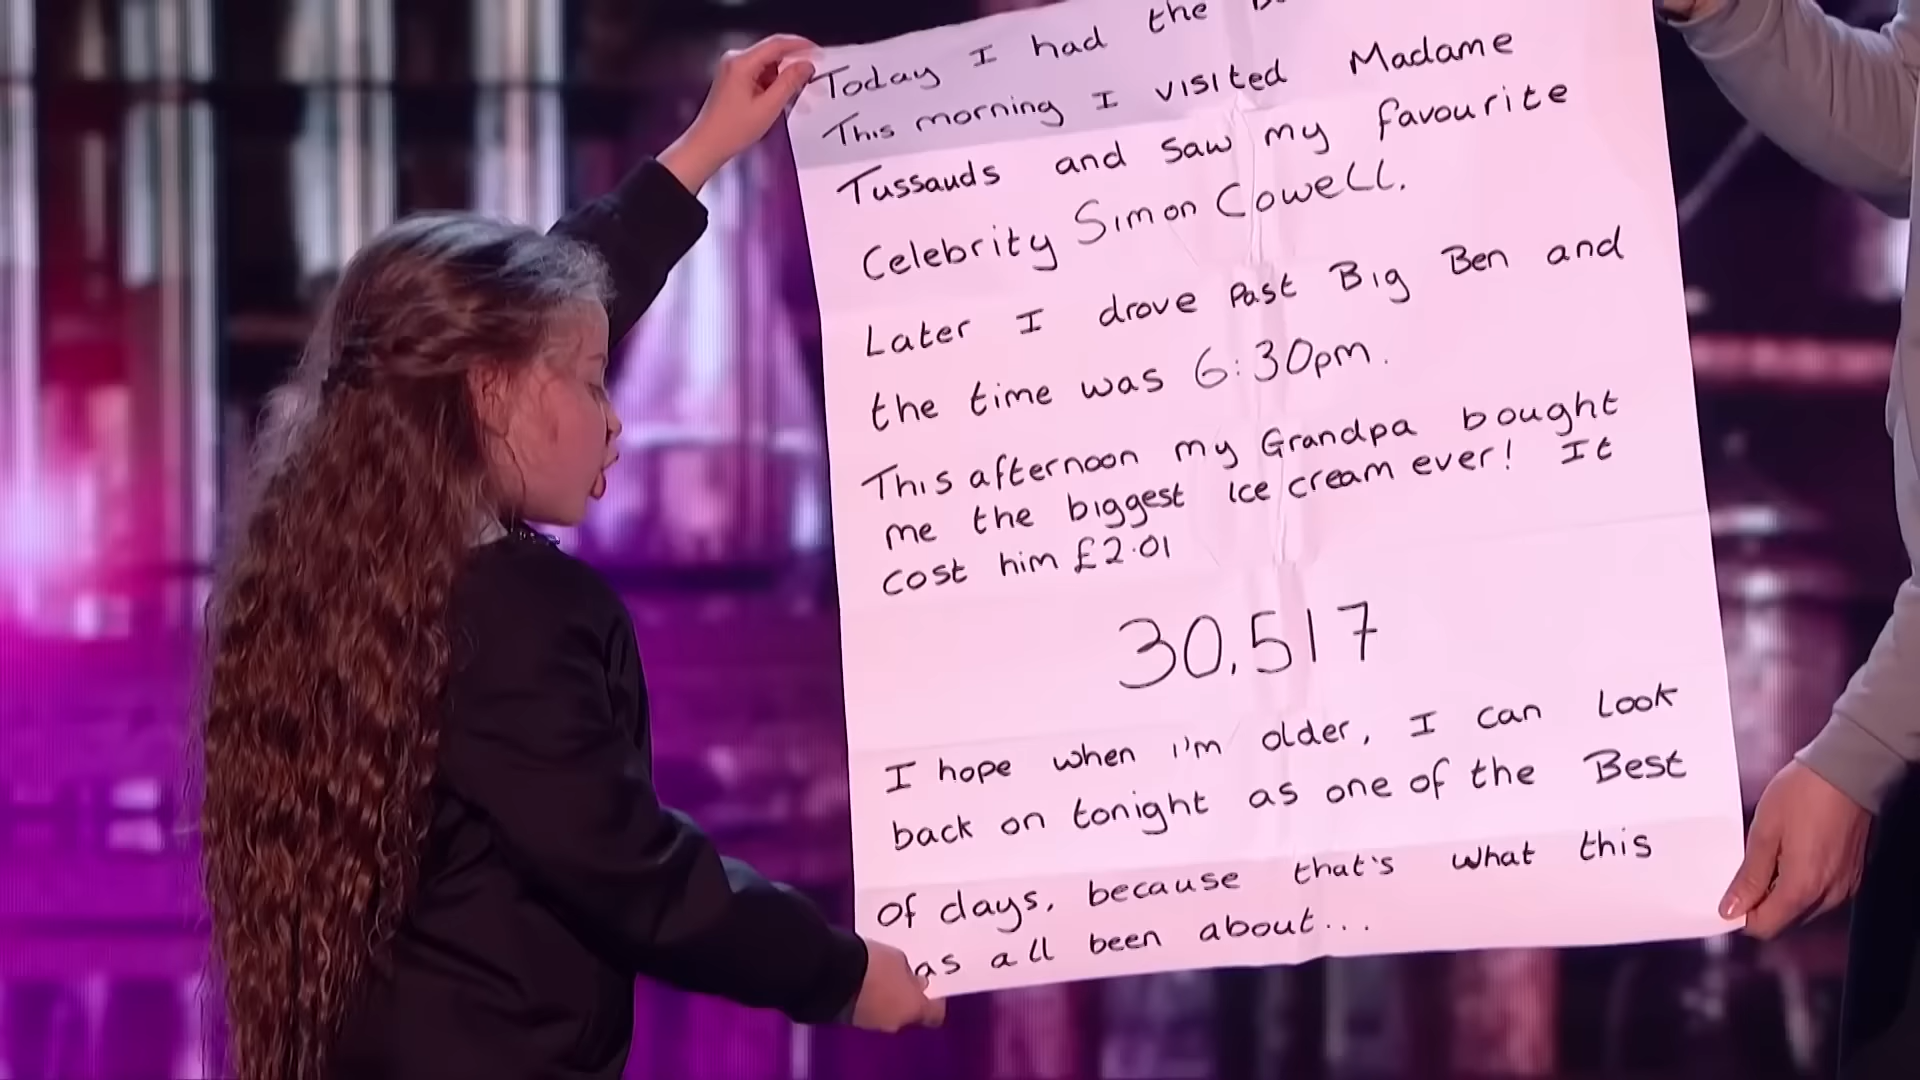 Today I had the
This morning I visited Madame
Tussauds and saw my favourite
Celebrity Simon Cowell.
Later I drove past Big Ben and
the time was 6:30pm.
This afternoon my Grandpa bought
me the biggest Ice cream ever! It
cost him £2.01
30,517
I hope when i'm older, I can look
back on tonight as one of the Best
of days, because that's what this
all been about...